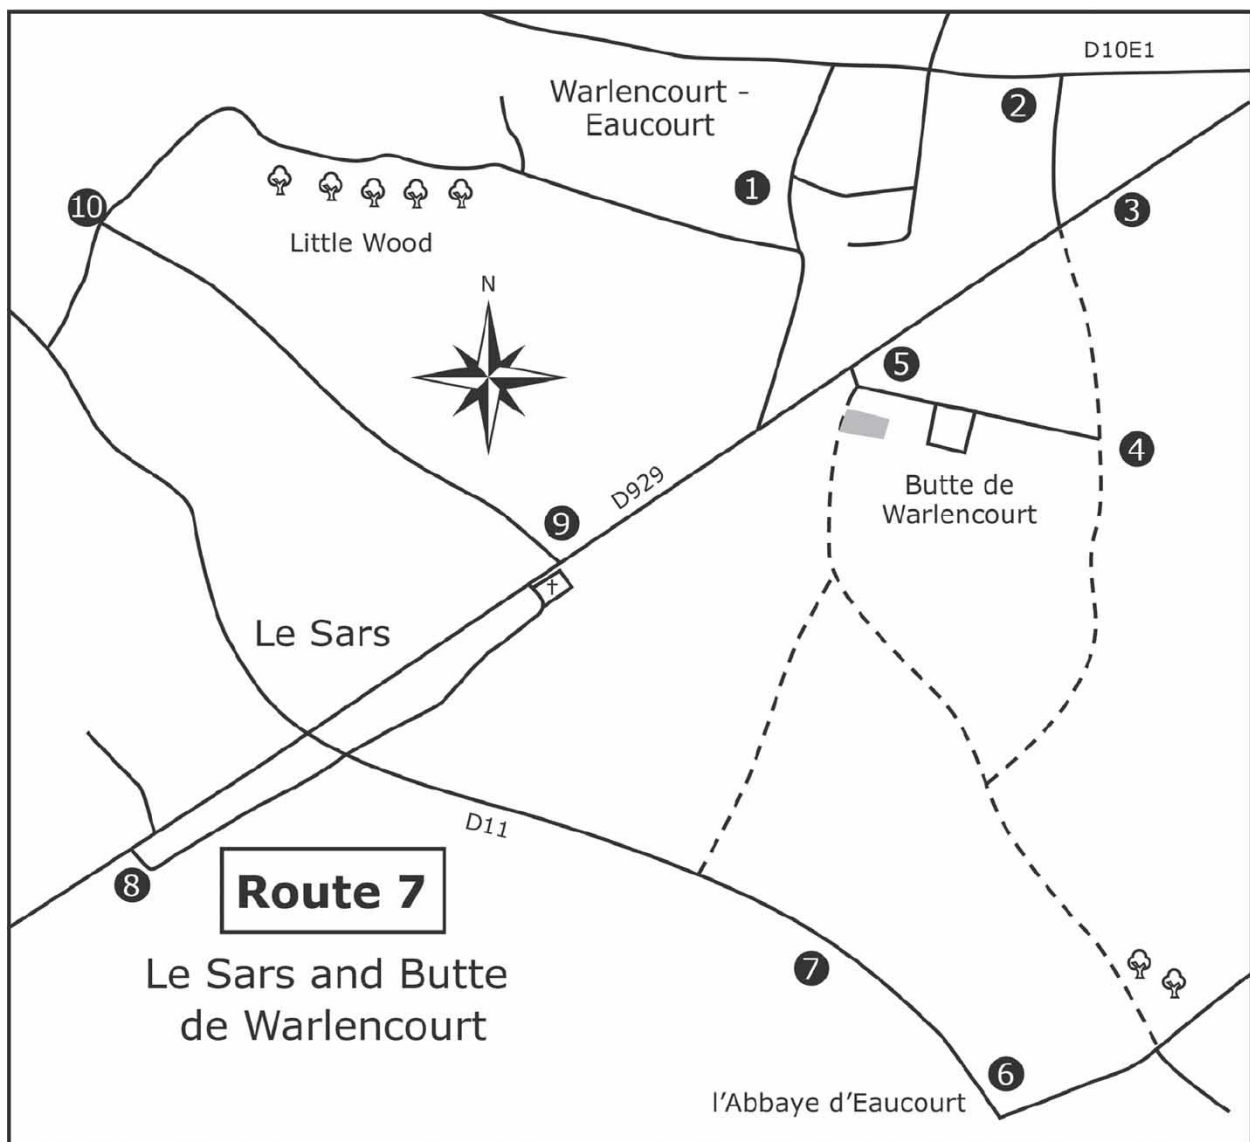 D10E1
Warlencourt -
Eaucourt
2
1
3
10
Little Wood
N
5
4
D929
Butte de
Warlencourt
9
Le Sars
D11
8
Route 7
7
Le Sars and Butte
de Warlencourt
6
l'Abbaye d'Eaucourt